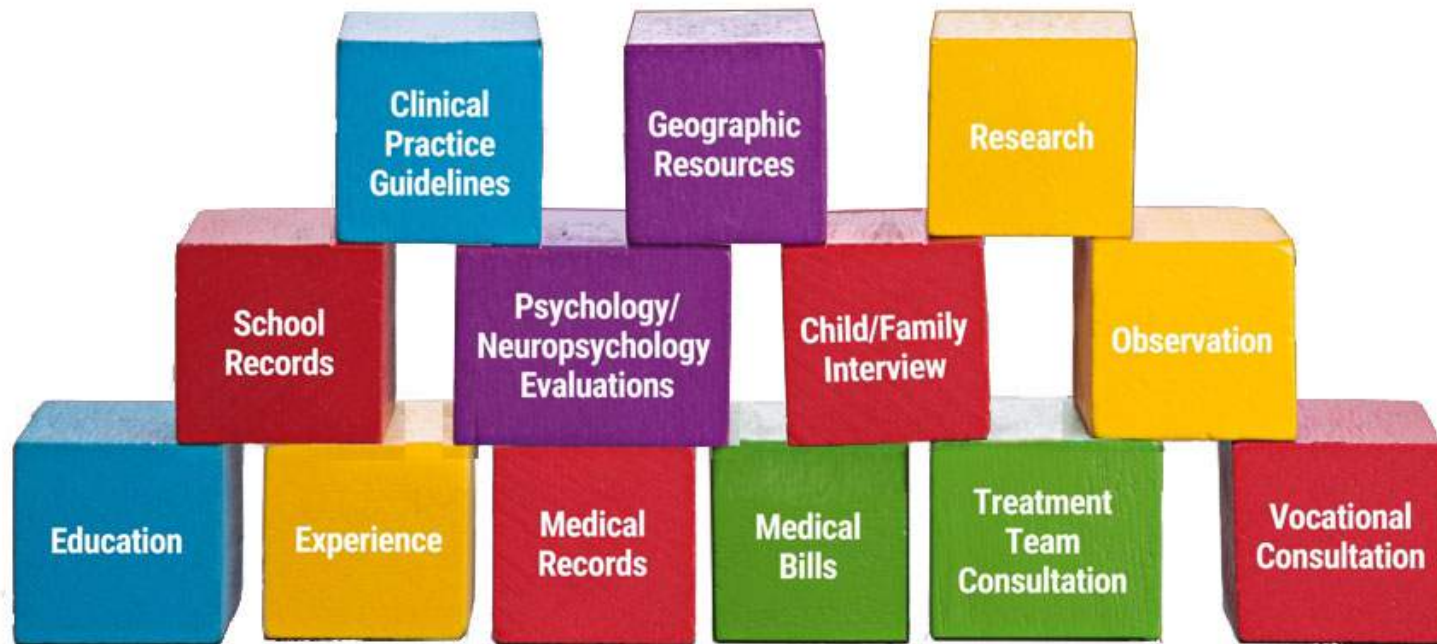 Clinical
Practice
Guidelines
Geographic
Resources
Research
School
Records
Psychology/
Neuropsychology
Evaluations
Child/Family
Interview
Observation
Education
Experience
Medical
Records
Medical
Bills
Treatment
Team
Consultation
Vocational
Consultation